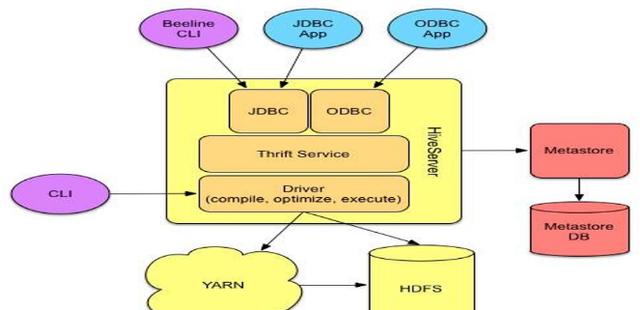 Beeline
CLI
JDBC
App
ODBC
App
JDBC
ODBC
HiveServer
Thrift Service
Metastore
CLI
Driver
(compile, optimize, execute)
Metastore
DB
YARN
HDFS